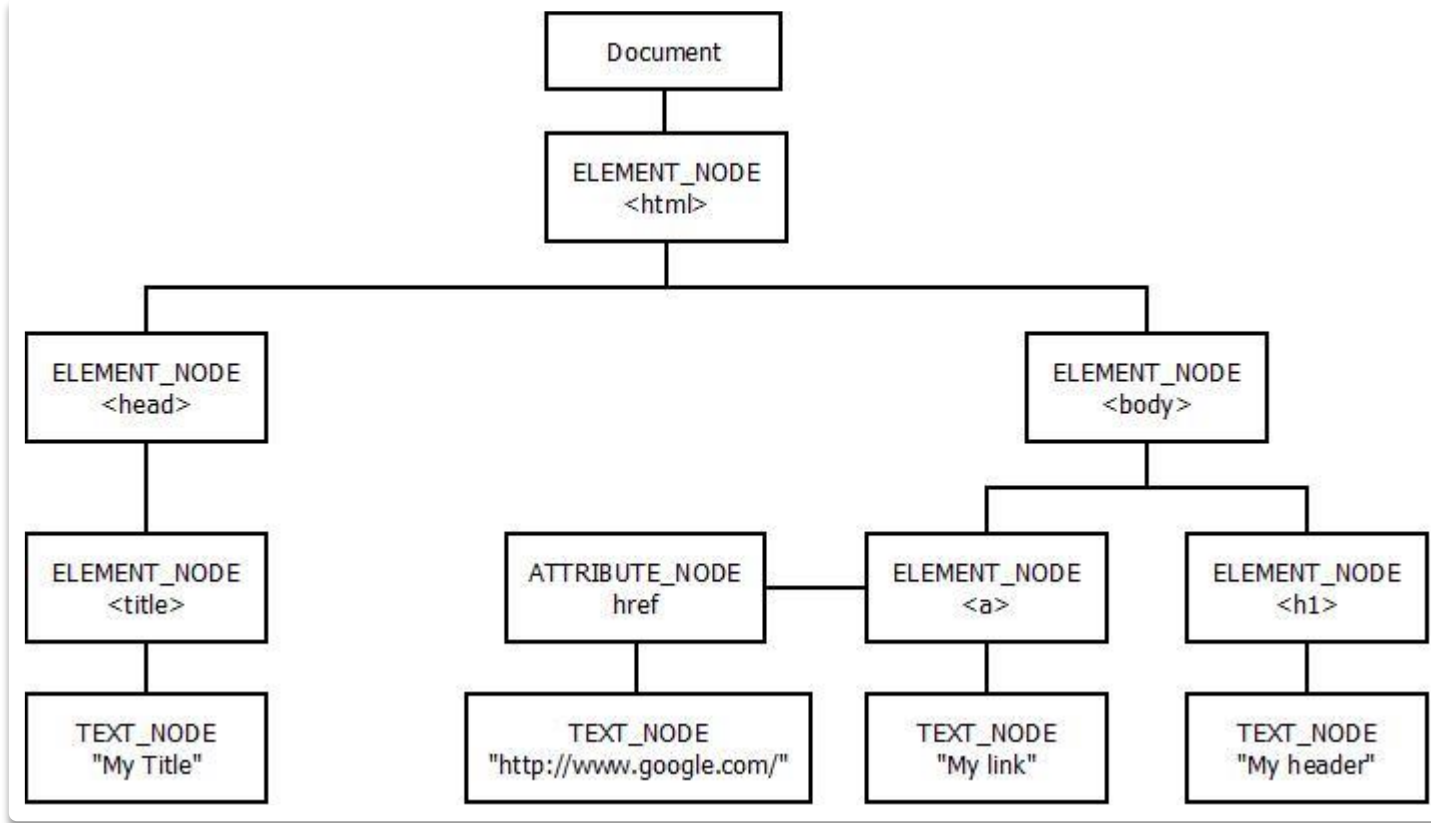 Document
ELEMENT_NODE
<html>
ELEMENT_NODE
<head>
ELEMENT_NODE
<body>
ELEMENT_NODE
<title>
ATTRIBUTE_NODE
href
ELEMENT_NODE
<a>
ELEMENT_NODE
<h1>
TEXT_NODE
"My Title"
TEXT_NODE
"http://www.google.com/"
TEXT_NODE
"My link"
TEXT_NODE
"My header"